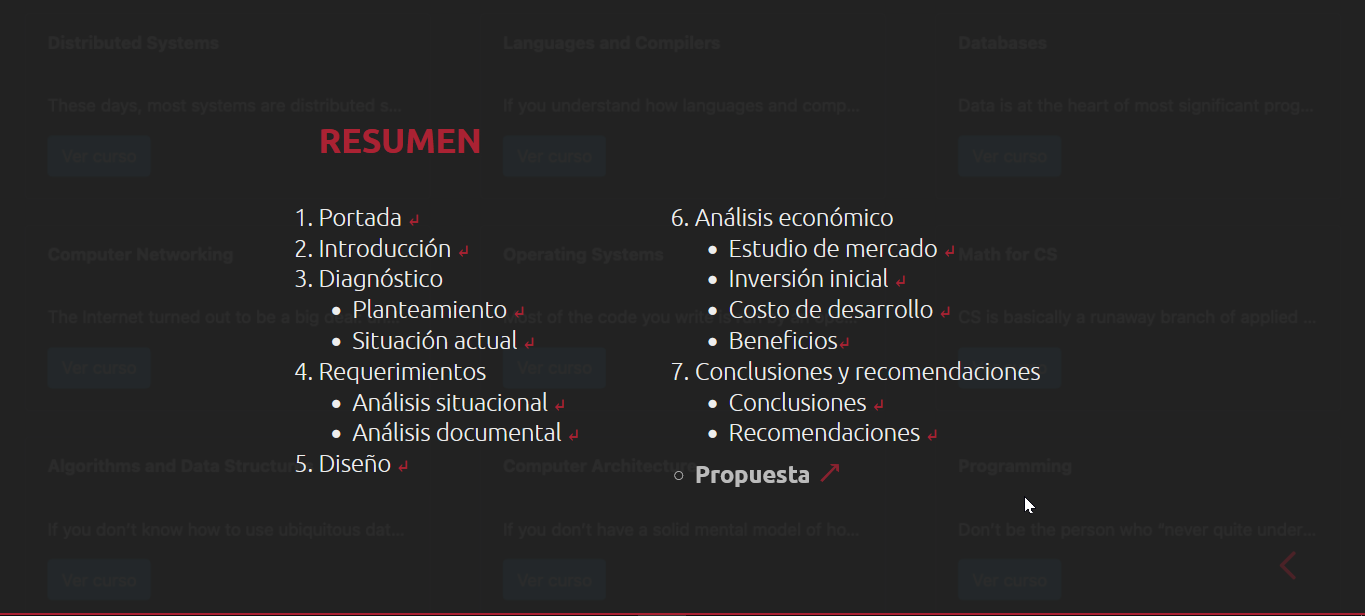 Distributed Systems
Languages and Compilers
Databases
These days, most systems are distributed s...
If you understand how languages and comp...
Data is at the heart of most significant prog...
Ver curso
Ver curso
Ver curso
RESUMEN
1. Portada ↲
2. Introducción ↲
3. Diagnóstico
• Planteamiento ↲
• Situación actual ↲
4. Requerimientos
• Análisis situacional ↲
• Análisis documental ↲
5. Diseño ↲
6. Análisis económico
• Estudio de mercado ↲
• Inversión inicial ↲
• Costo de desarrollo ↲
• Beneficios↲
7. Conclusiones y recomendaciones
• Conclusiones ↲
• Recomendaciones ↲
○ Propuesta ↗
Computer Networking
Operating Systems
Math for CS
The Internet turned out to be a big
of the code you write
CS is basically a runaway branch of applied ...
Ver curso
Ver curso
Algorithms and Data Structur
Computer Architecture
Programming
If you don't know how to use ubiquitous dat...
If you don't have a solid mental model of ho...
Don't be the person who "never quite under...
Ver curso
Ver curso
Ver curso